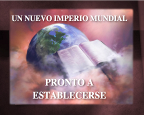 UN NUEVO IMPERIO MUNDIAL
PRONTO A
ESTABLECERSE